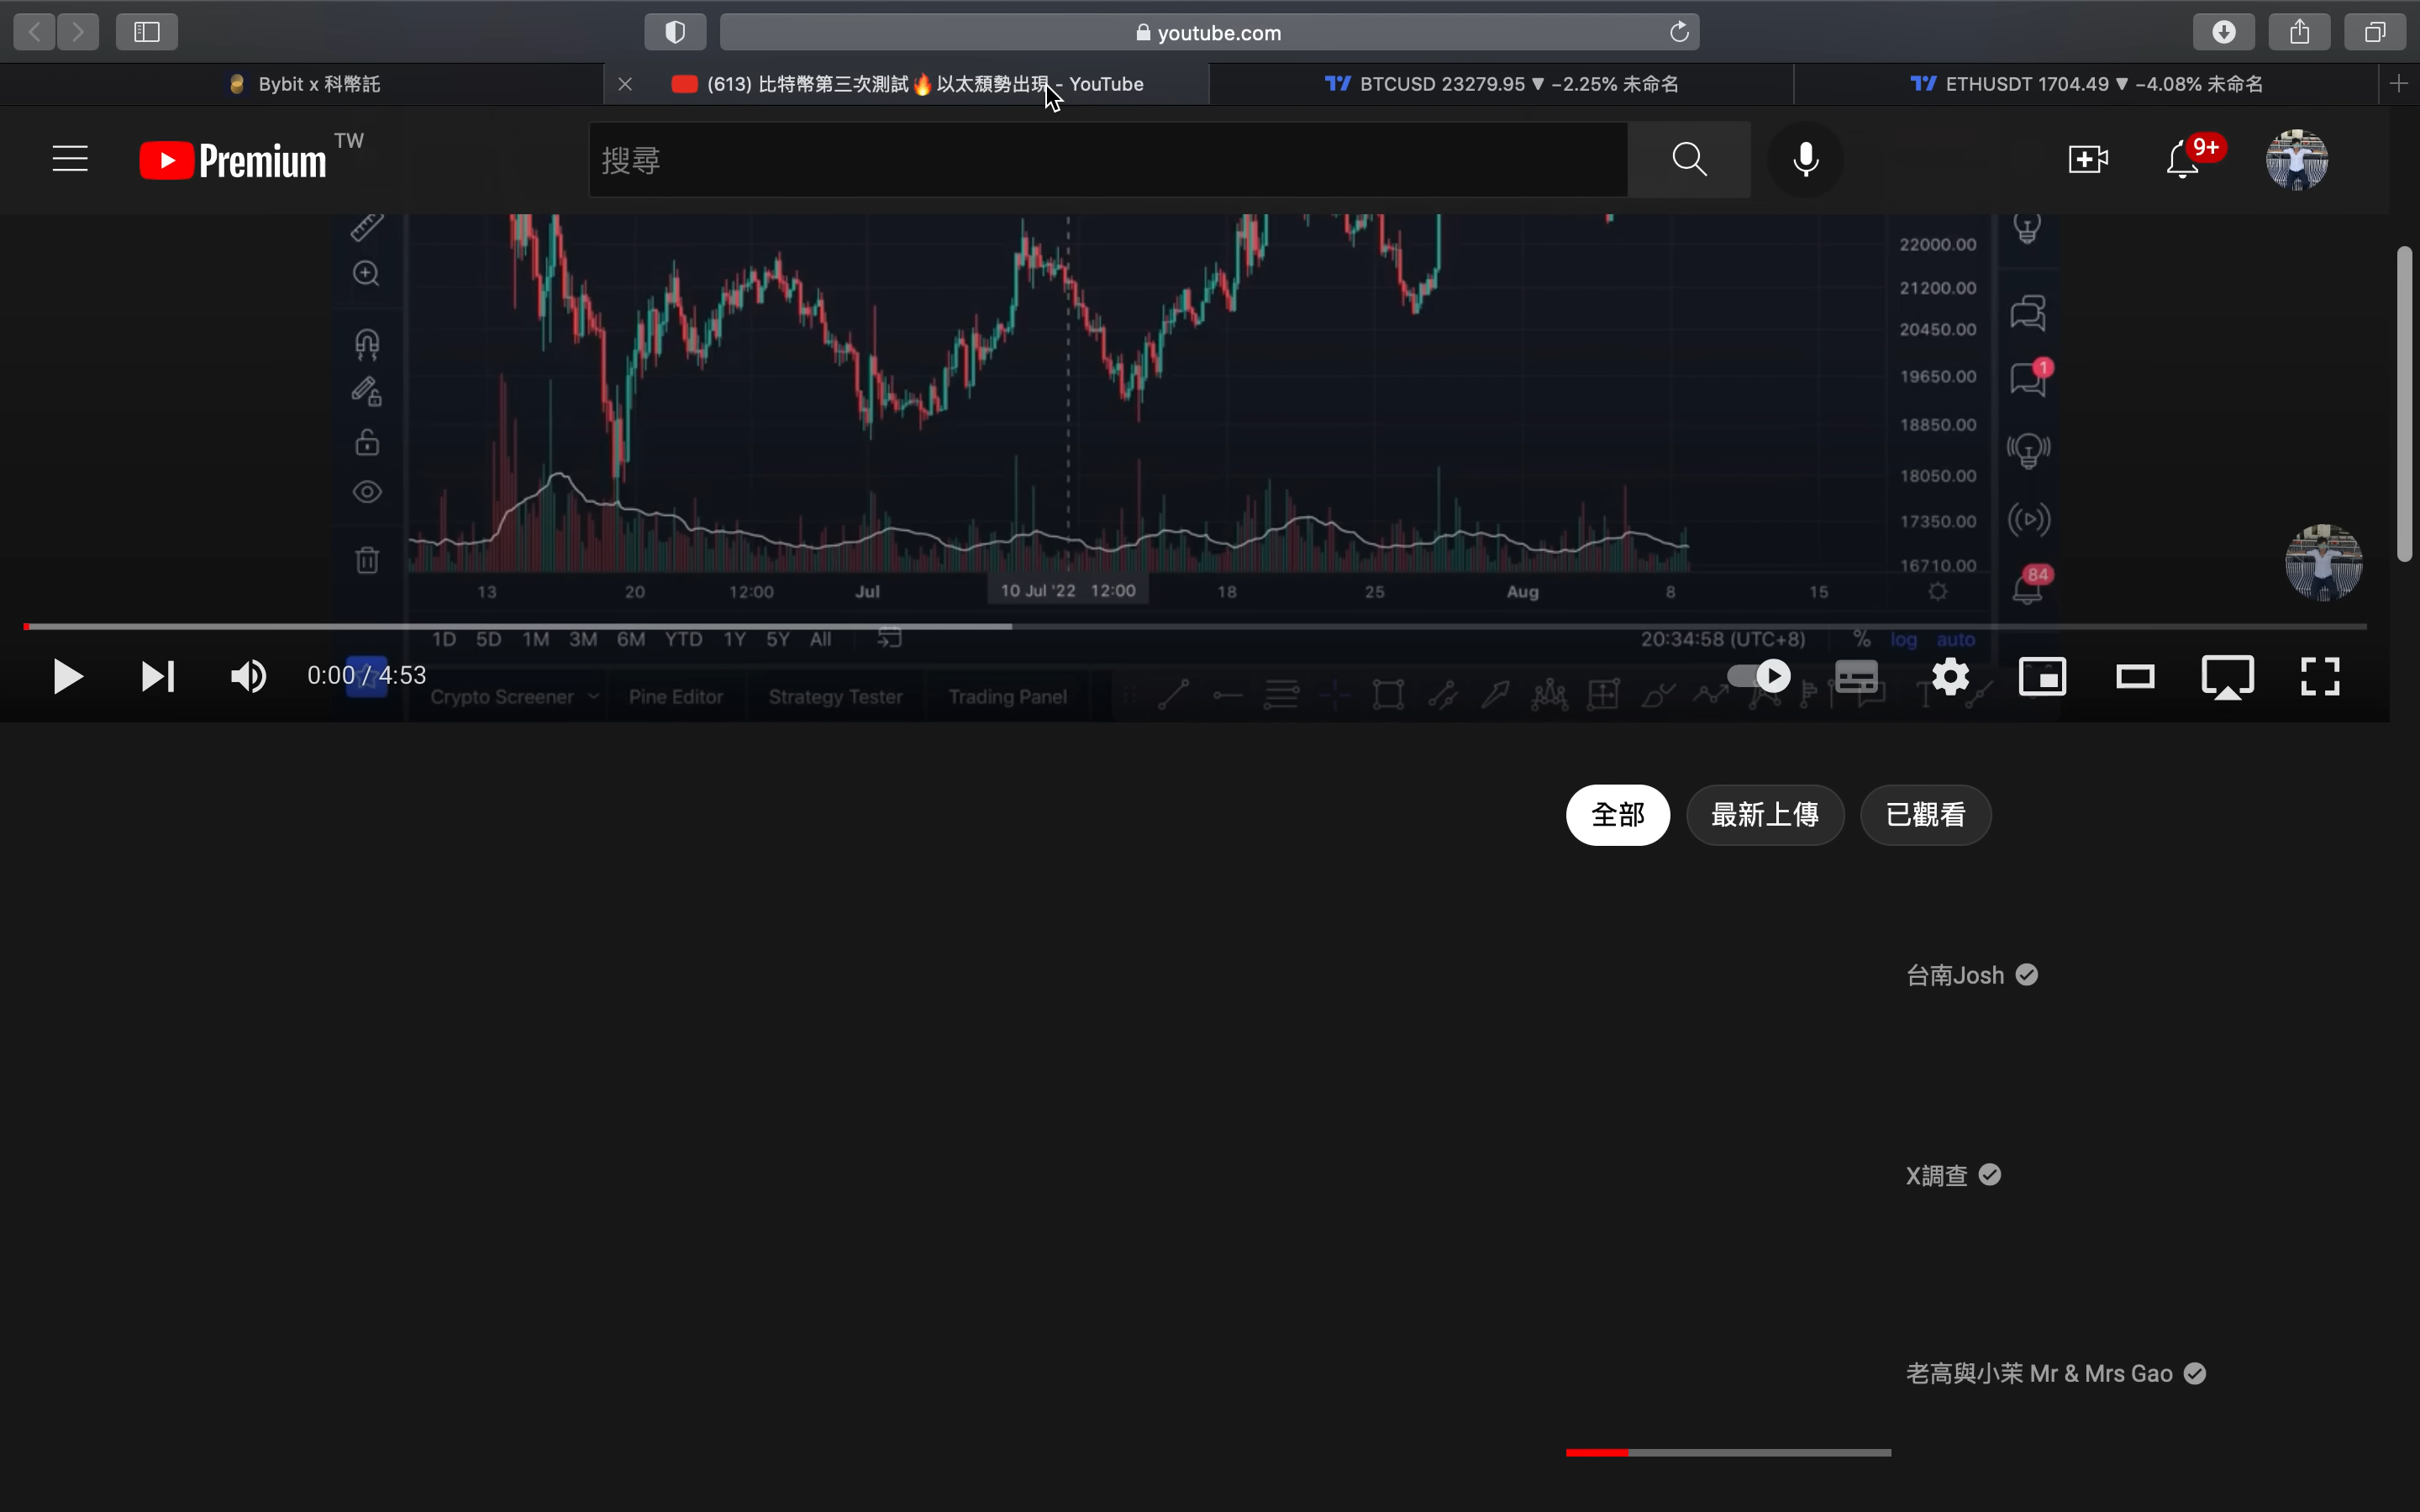 youtube.com
Bybit x 科幣託
(613) 比特幣第三次測試🔥以太頹勢出現 - YouTube
BTCUSD 23279.95 ▼ −2.25% 未命名
ETHUSDT 1704.49 ▼ −4.08% 未命名
Premium TW
搜尋
9+
22000.00
21200.00
20450.00
1
19650.00
18850.00
18050.00
17350.00
16710.00
84
13 20 12:00 Jul 10 Jul '22 12:00 18 25 Aug 8 15
1D 5D 1M 3M 6M YTD 1Y 5Y All 20:34:58 (UTC+8) % log auto
0:00 / 4:53
Crypto Screener Pine Editor Strategy Tester Trading Panel
全部 最新上傳 已觀看
台南Josh
X調查
老高與小茉 Mr & Mrs Gao